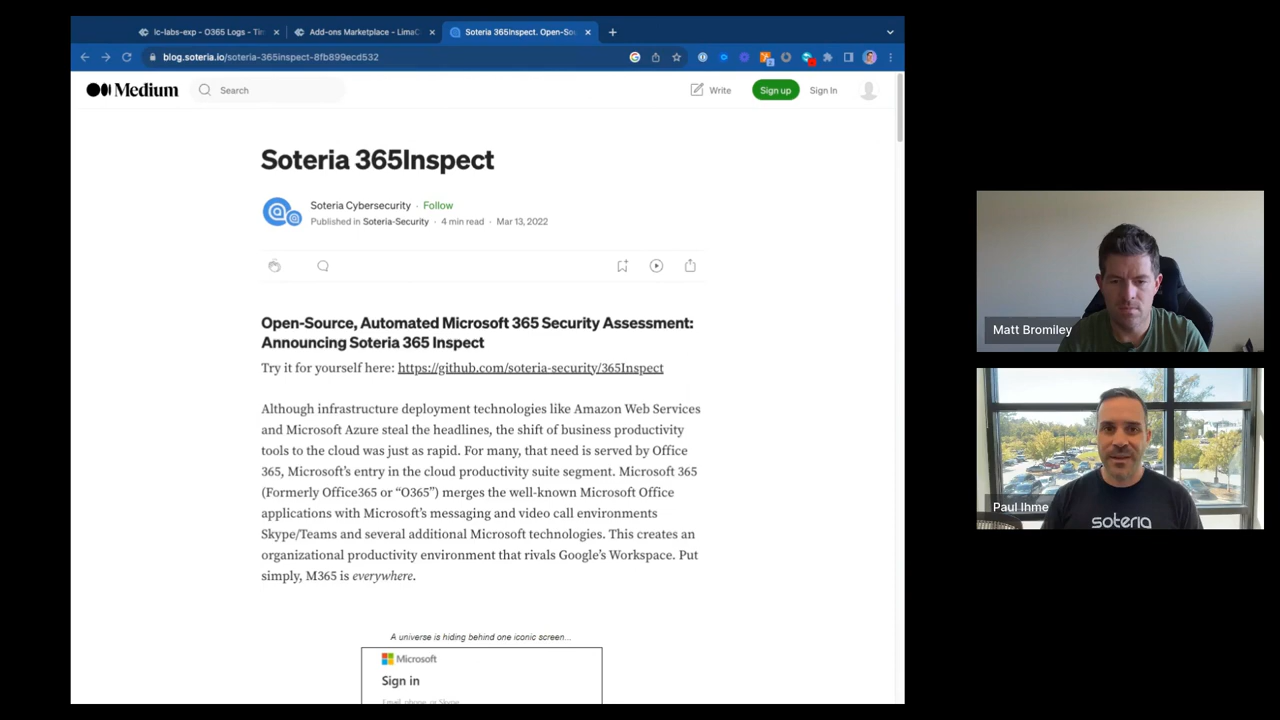 lc-labs-exp - O365 Logs - Tim
Add-ons Marketplace - LimaC
Soteria 365Inspect. Open-Sou
blog.soteria.io/soteria-365inspect-8fb899ecd532
Medium
Search
Write
Sign up
Sign In
Soteria 365Inspect
Soteria Cybersecurity · Follow
Published in Soteria-Security · 4 min read · Mar 13, 2022
Open-Source, Automated Microsoft 365 Security Assessment:
Announcing Soteria 365 Inspect
Try it for yourself here: https://github.com/soteria-security/365Inspect
Although infrastructure deployment technologies like Amazon Web Services
and Microsoft Azure steal the headlines, the shift of business productivity
tools to the cloud was just as rapid. For many, that need is served by Office
365, Microsoft's entry in the cloud productivity suite segment. Microsoft 365
(Formerly Office365 or “O365”) merges the well-known Microsoft Office
applications with Microsoft's messaging and video call environments
Skype/Teams and several additional Microsoft technologies. This creates an
organizational productivity environment that rivals Google's Workspace. Put
simply, M365 is everywhere.
A universe is hiding behind one iconic screen...
Microsoft
Sign in
Email, phone, or Skype
Matt Bromiley
Paul Ihme
soteria